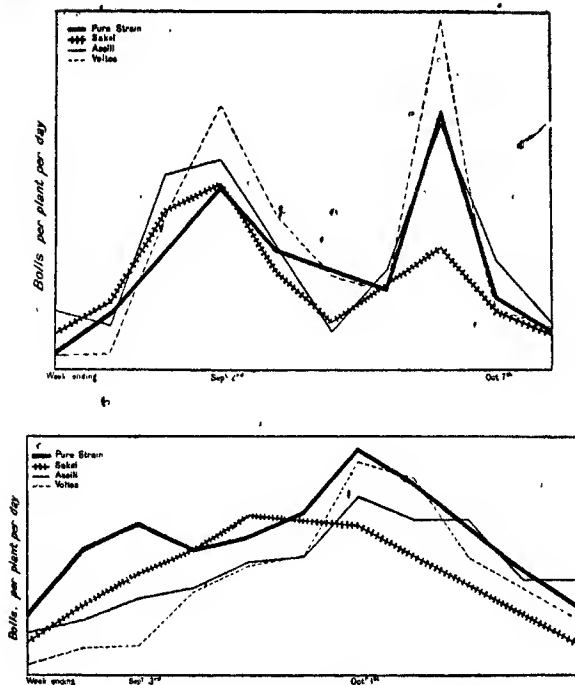 Pure Strain
Sakel
Assili
Voltos
Bolls per plant per day
Week ending Sept 2nd Oct 7th
Pure Strain
Sakel
Assili
Voltos
Bolls, per plant per day
Week ending Sept 3rd Oct 1st